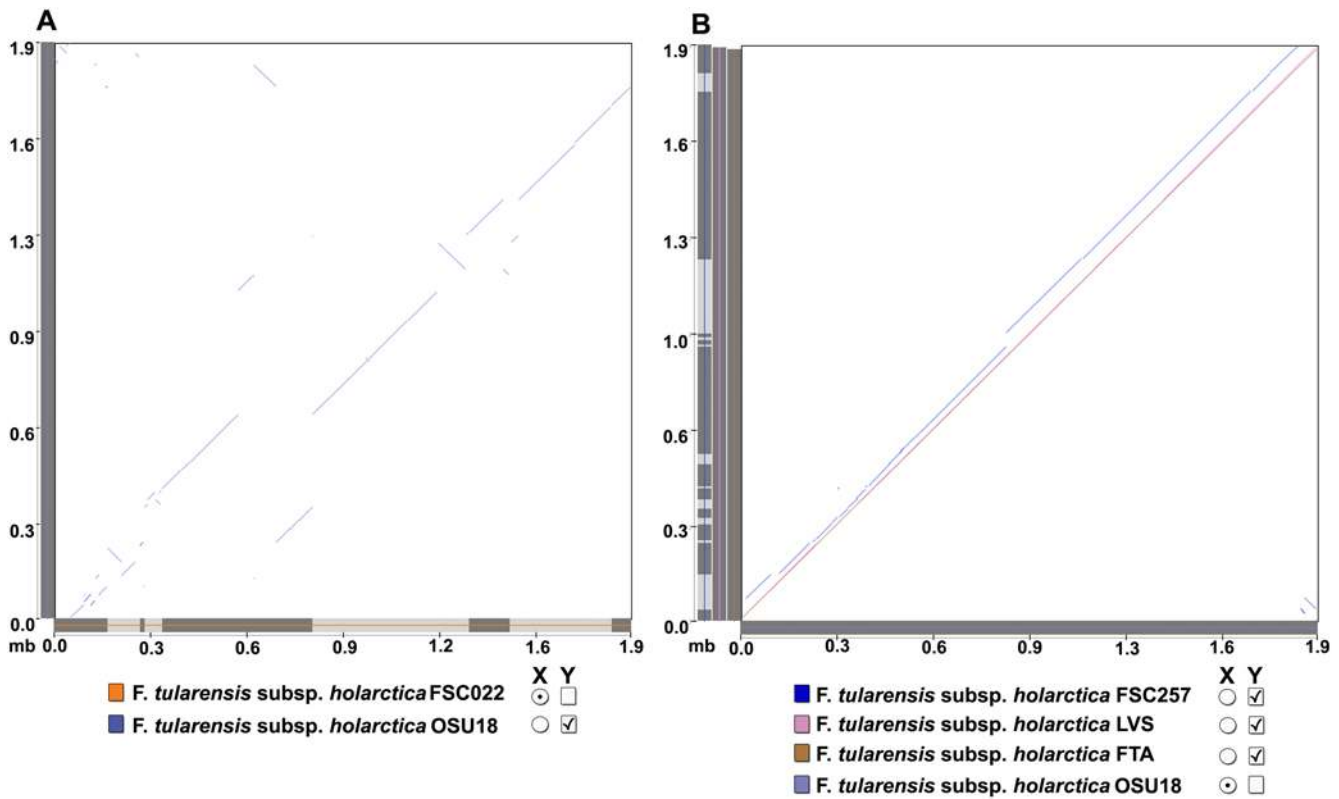 A
1.9
1.6
1.3
0.9
0.6
0.3
0.0
mb 0.0 0.3 0.6 0.9 1.2 1.6 1.9
X Y
F. tularensis subsp. holarctica FSC022
F. tularensis subsp. holarctica OSU18
B
1.9
1.6
1.3
1.0
0.6
0.3
0.0
mb 0.0 0.3 0.6 0.9 1.3 1.6 1.9
X Y
F. tularensis subsp. holarctica FSC257
F. tularensis subsp. holarctica LVS
F. tularensis subsp. holarctica FTA
F. tularensis subsp. holarctica OSU18